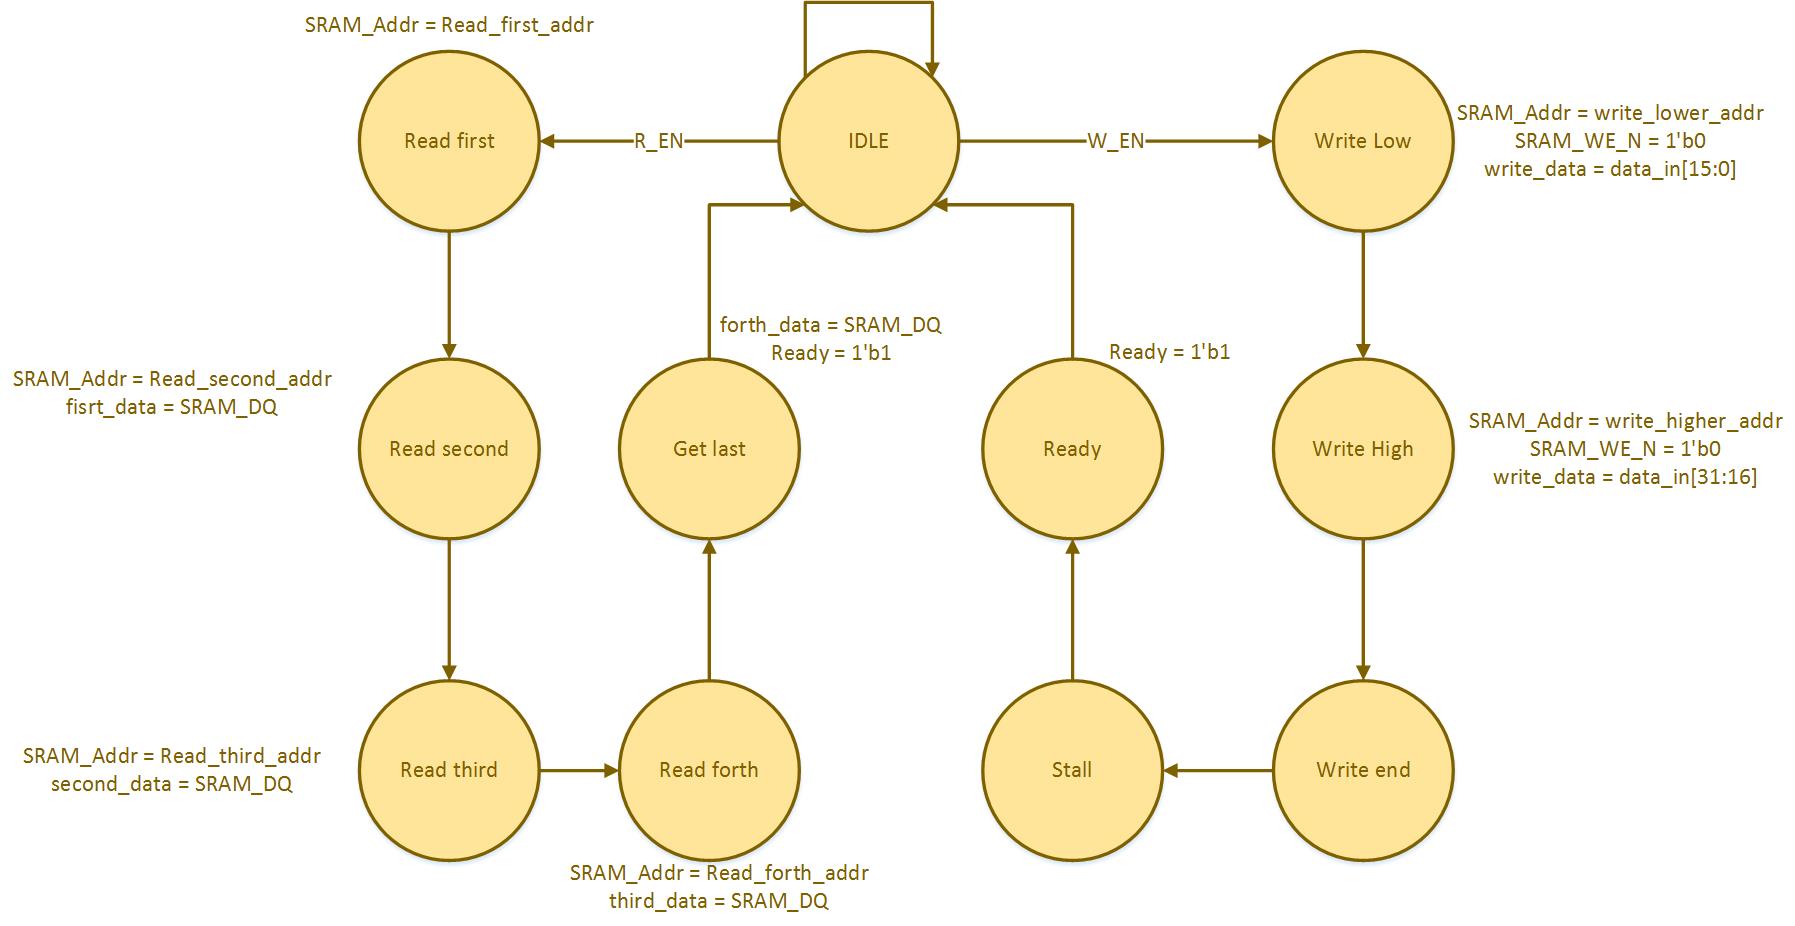 SRAM_Addr = Read_first_addr
Read first
R_EN
IDLE
W_EN
Write Low
SRAM_Addr = write_lower_addr
SRAM_WE_N = 1'b0
write_data = data_in[15:0]
forth_data = SRAM_DQ
Ready = 1'b1
Ready = 1'b1
SRAM_Addr = Read_second_addr
fisrt_data = SRAM_DQ
Read second
Get last
Ready
Write High
SRAM_Addr = write_higher_addr
SRAM_WE_N = 1'b0
write_data = data_in[31:16]
SRAM_Addr = Read_third_addr
second_data = SRAM_DQ
Read third
Read forth
Stall
Write end
SRAM_Addr = Read_forth_addr
third_data = SRAM_DQ